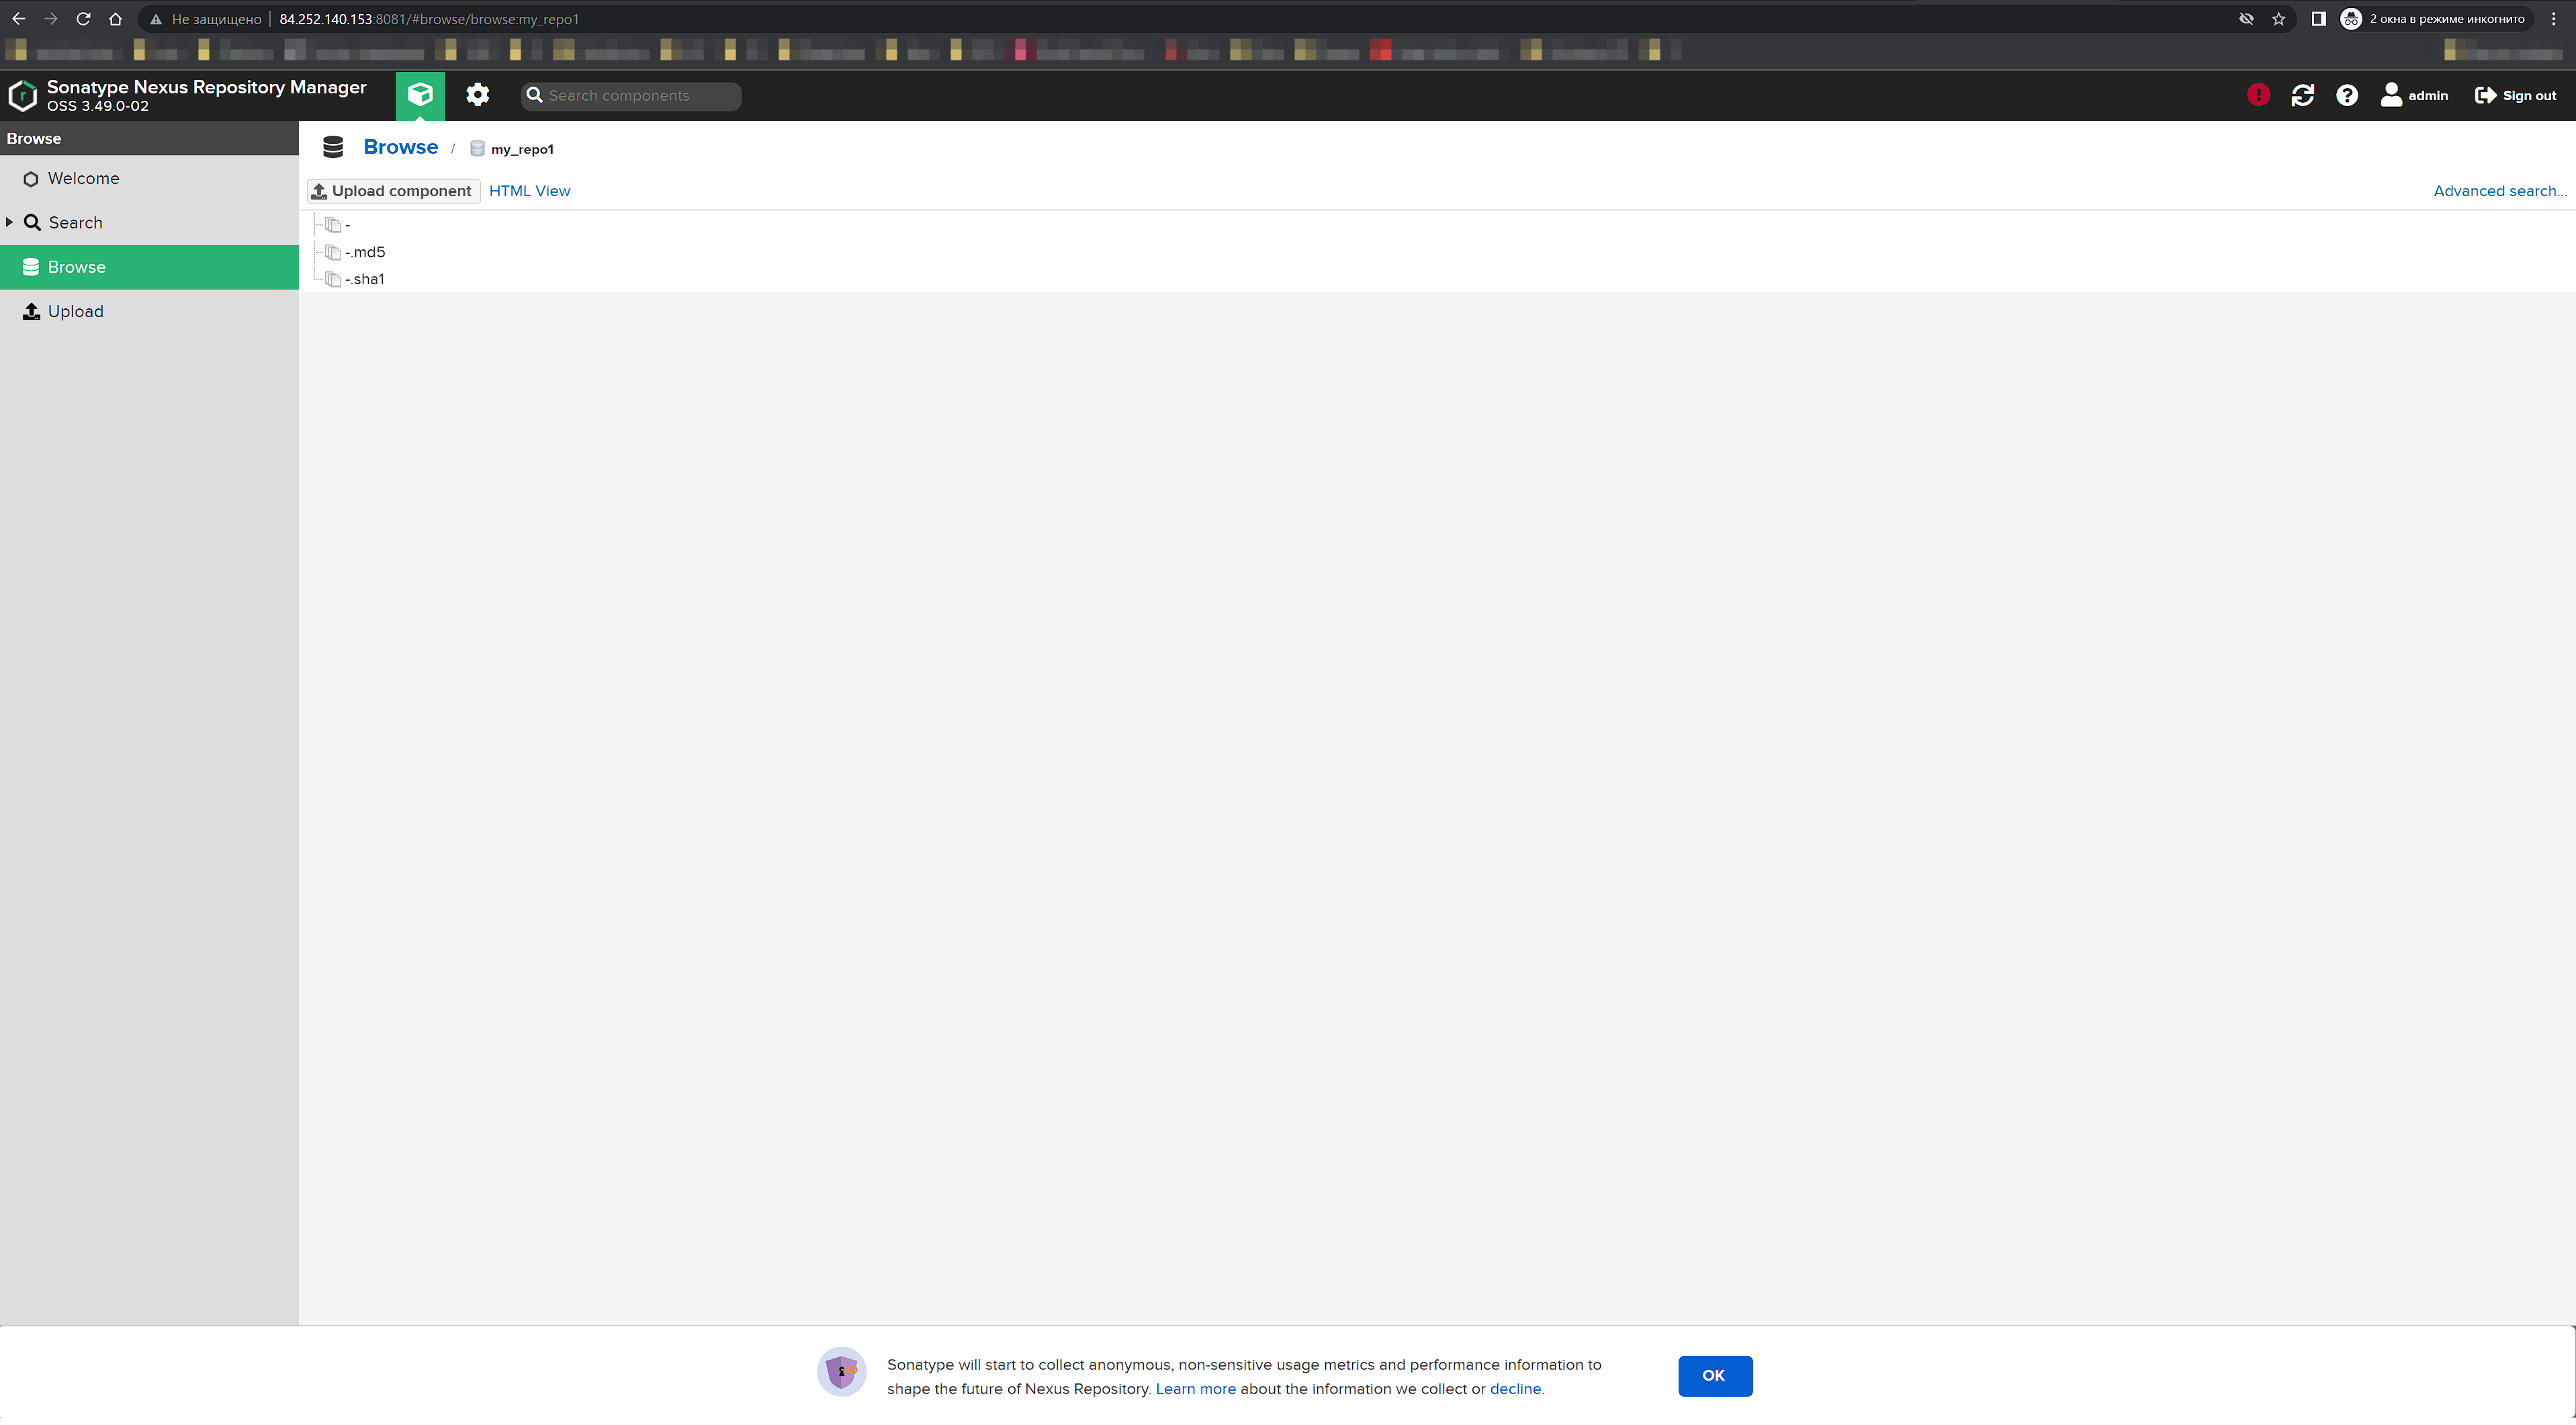 Не защищено | 84.252.140.153:8081/#browse/browse:my_repo1
2 окна в режиме инкогнито
Sonatype Nexus Repository Manager
OSS 3.49.0-02
Search components
admin
Sign out
Browse
Welcome
Search
Browse
Upload
Browse / my_repo1
Upload component
HTML View
Advanced search...
-
-.md5
-.sha1
Sonatype will start to collect anonymous, non-sensitive usage metrics and performance information to
shape the future of Nexus Repository. Learn more about the information we collect or decline.
OK